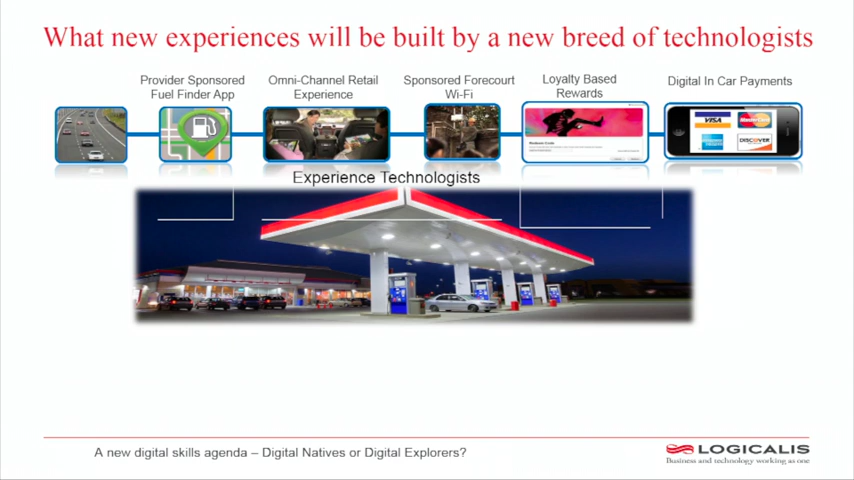 What new experiences will be built by a new breed of technologists
Provider Sponsored
Fuel Finder App
Omni-Channel Retail
Experience
Sponsored Forecourt
Wi-Fi
Loyalty Based
Rewards
Digital In Car Payments
VISA
MasterCard
DISCOVER
Experience Technologists
A new digital skills agenda – Digital Natives or Digital Explorers?
LOGICALIS
Business and technology working as one